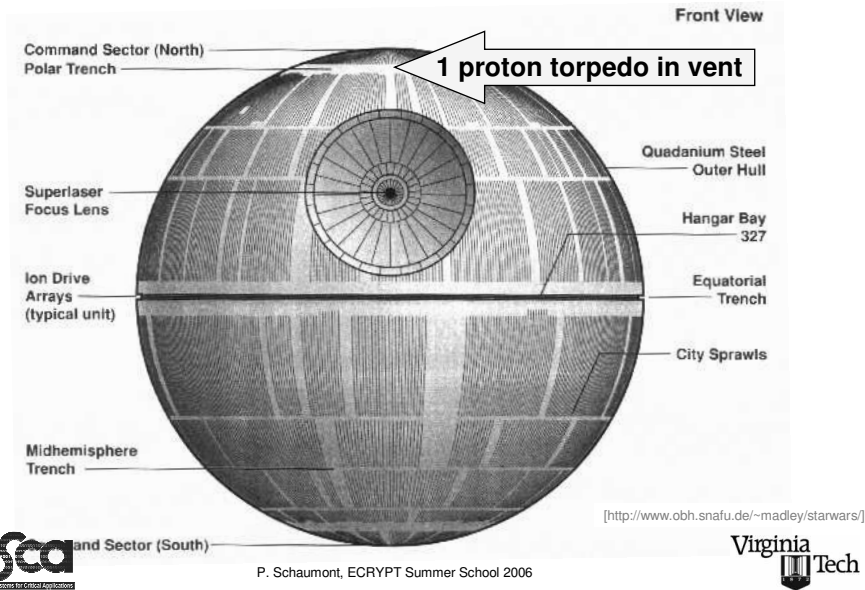 Front View
Command Sector (North)
Polar Trench
1 proton torpedo in vent
Quadanium Steel
Outer Hull
Superlaser
Focus Lens
Hangar Bay
327
Ion Drive
Arrays
(typical unit)
Equatorial
Trench
City Sprawls
Midhemisphere
Trench
[http://www.obh.snafu.de/~madley/starwars/]
and Sector (South)
P. Schaumont, ECRYPT Summer School 2006
Virginia
Tech
1872